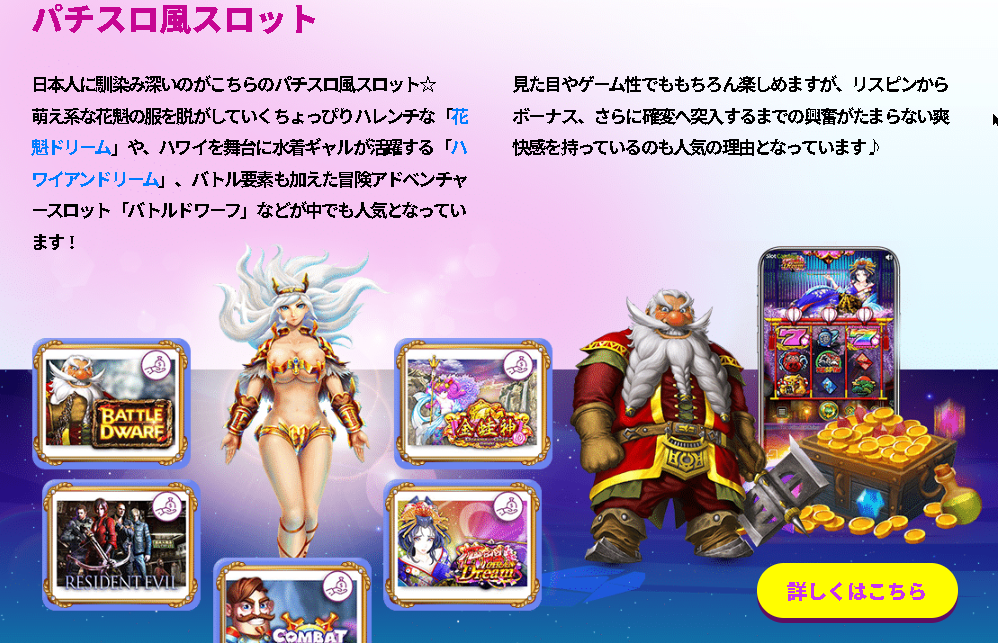 パチスロ風スロット
日本人に馴染み深いのがこちらのパチスロ風スロット☆
萌え系な花魁の服を脱がしていくちょっぴりハレンチな「花
魁ドリーム」や、ハワイを舞台に水着ギャルが活躍する「ハ
ワイアンドリーム」、バトル要素も加えた冒険アドベンチャ
ースロット「バトルドワーフ」などが中でも人気となってい
ます！
見た目やゲーム性でももちろん楽しめますが、リスピンから
ボーナス、さらに確変へ突入するまでの興奮がたまらない爽
快感を持っているのも人気の理由となっています♪
BATTLE
DWARF
RESIDENT EVIL
COMBAT
金蛙神
Dream
詳しくはこちら